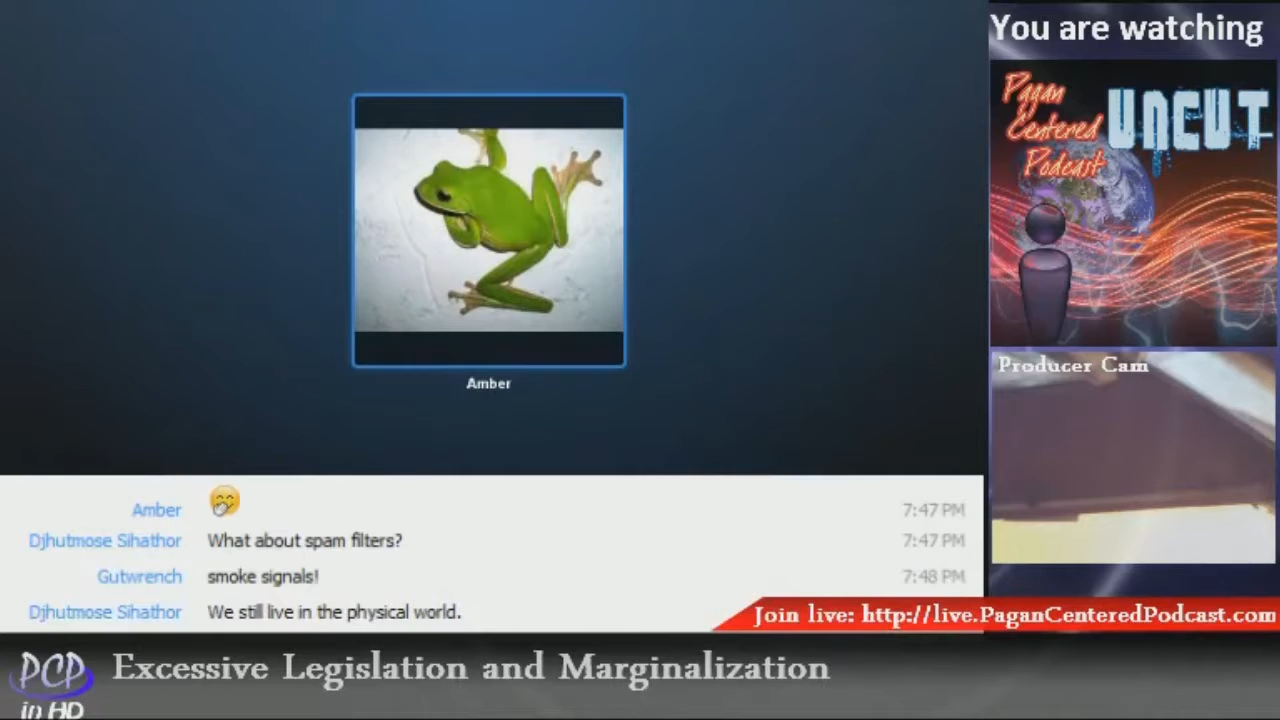 You are watching
Pagan
Centered
Podcast
UNCUT
Producer Cam
Amber
Amber 7:47 PM
Djhutmose Sihathor What about spam filters? 7:47 PM
Gutwrench smoke signals! 7:48 PM
Djhutmose Sihathor We still live in the physical world.
Join live: http://live.PaganCenteredPodcast.com
PCP
in HD
Excessive Legislation and Marginalization